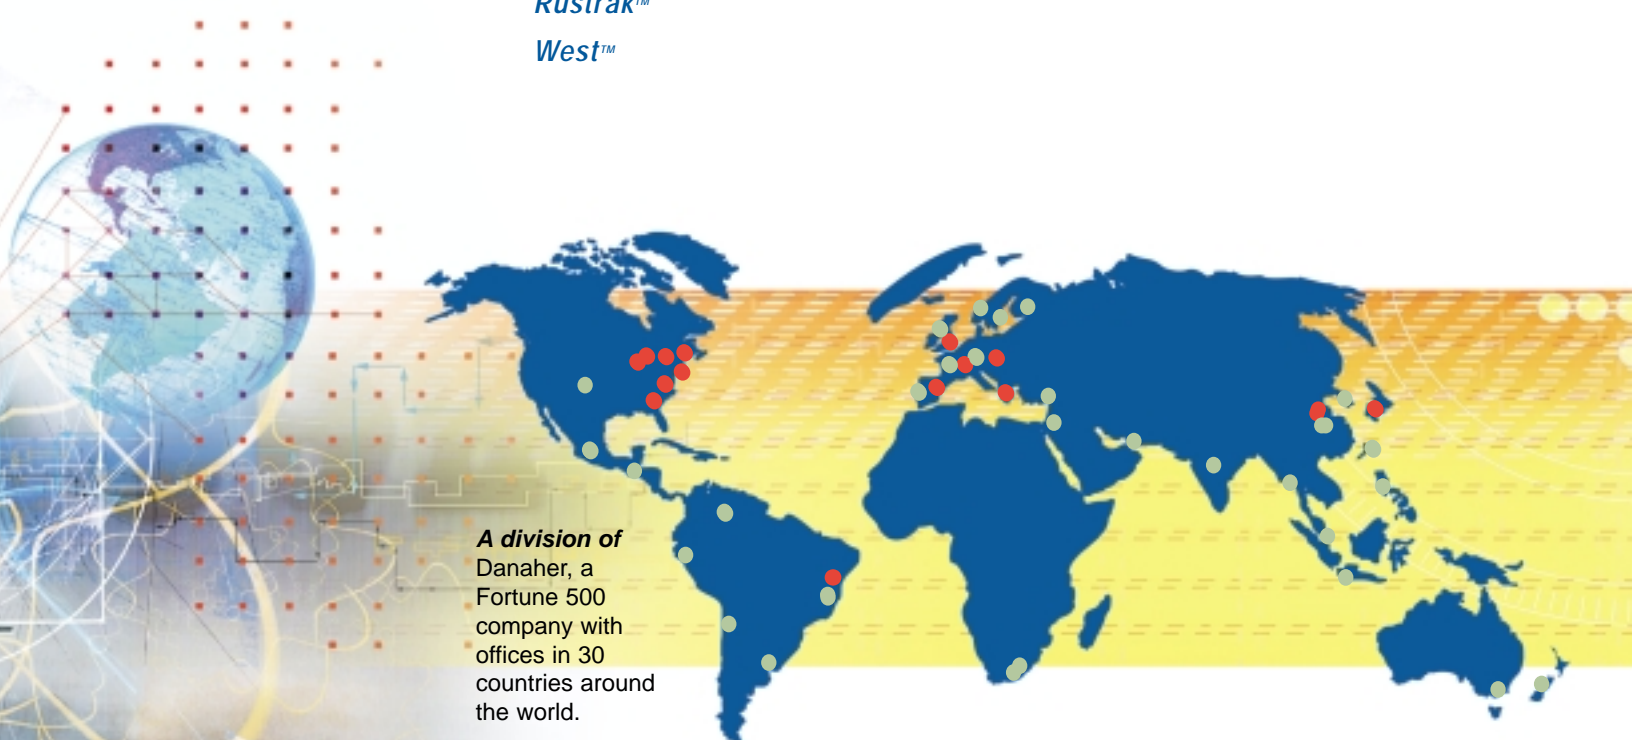 Rustrak™
West™
A division of
Danaher, a
Fortune 500
company with
offices in 30
countries around
the world.